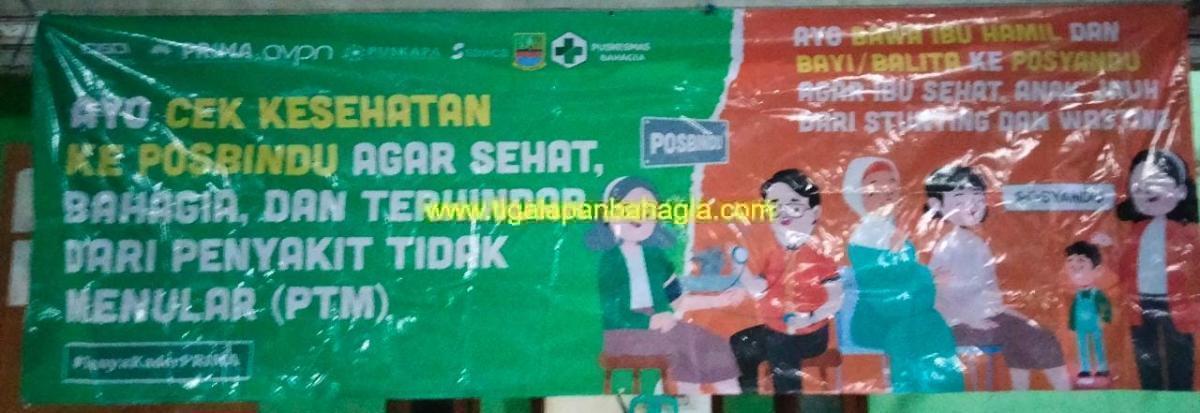 PRIMA ovpn PUSKAPA
PUSKESMAS
BAHAGIA
AYO CEK KESEHATAN
KE POSBINDU AGAR SEHAT,
BAHAGIA, DAN TERHINDAR
DARI PENYAKIT TIDAK
MENULAR (PTM)
POSBINDU
AYO BAWA IBU HAMIL DAN
BAYI/BALITA KE POSYANDU
AGAR IBU SEHAT, ANAK JAUH
DARI STUNTING DAN WASTING
POSYANDU
www.tigalapanbahagia.com